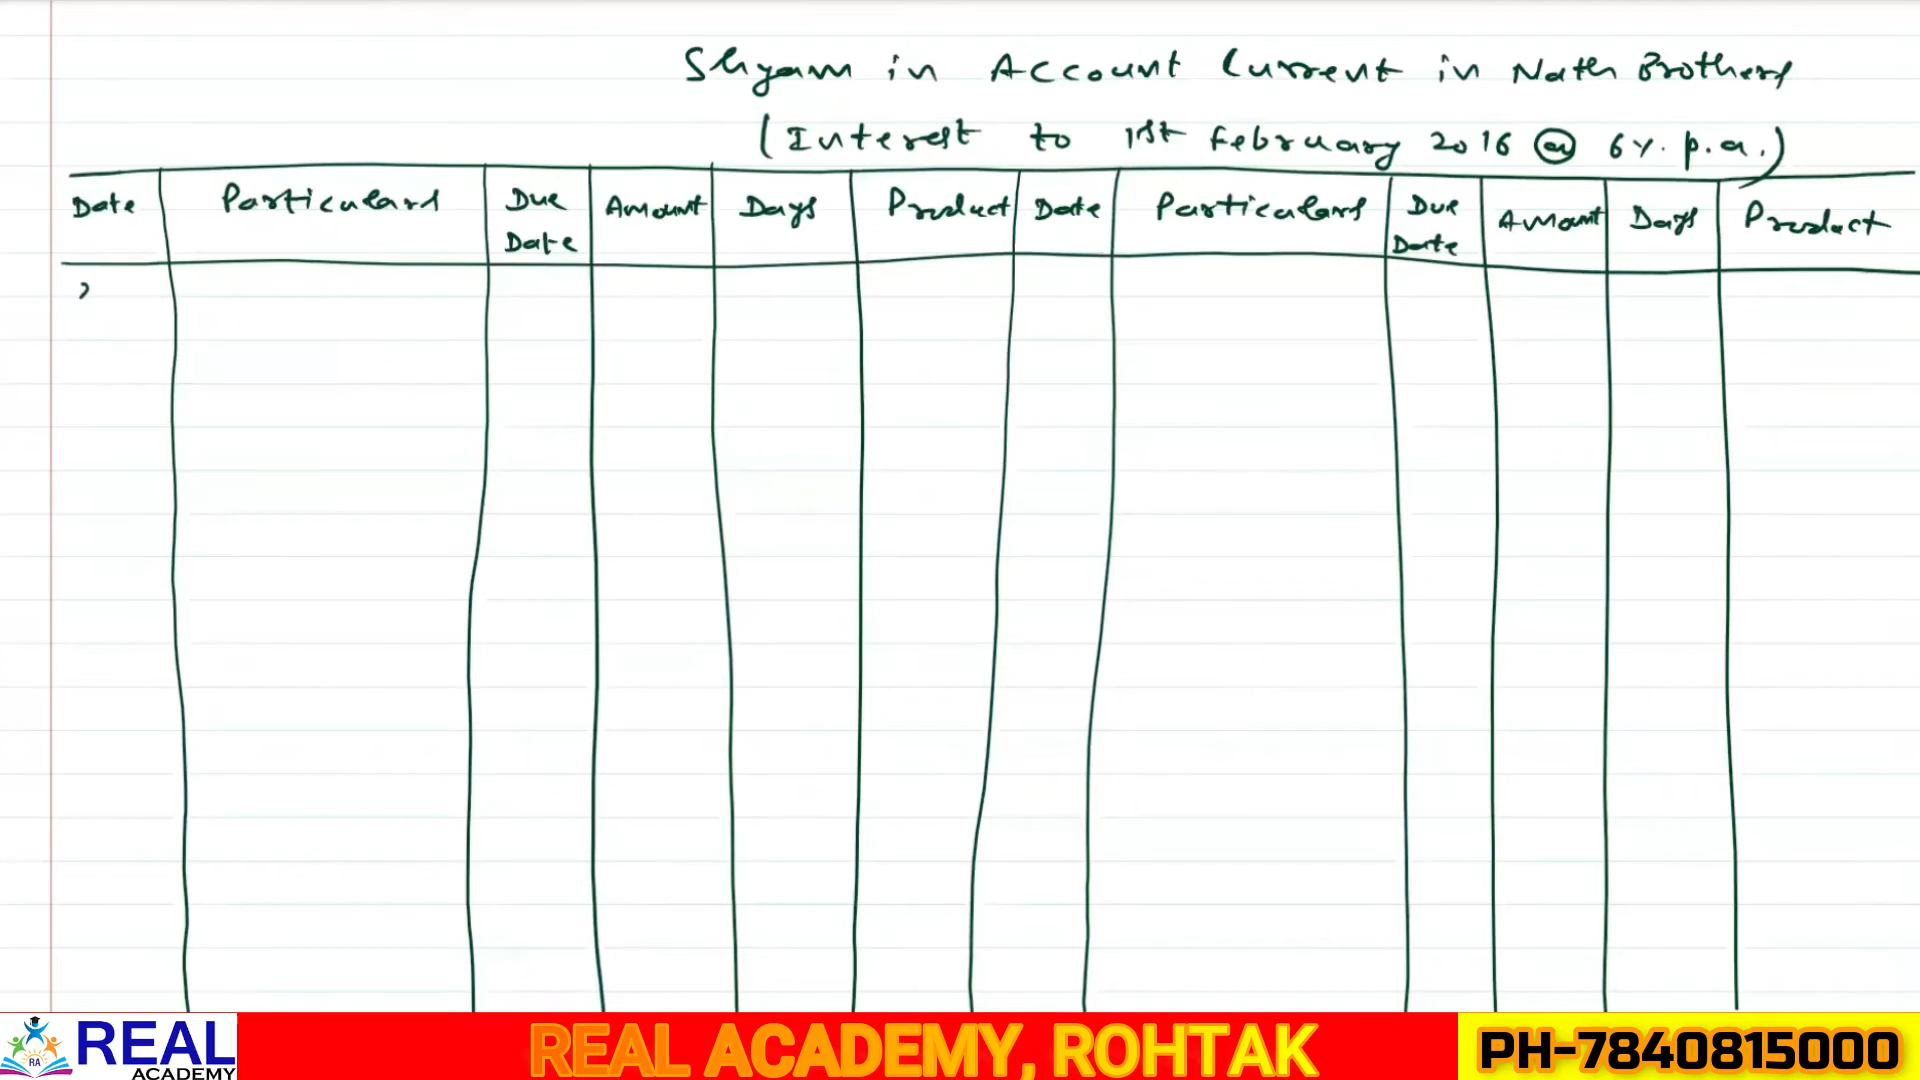 Shyam in Account Current in Nath Brothers
(Interest to 1st February 2016 @ 6%. p.a.)
Date Particulars Due Date Amount Days Product Date Particulars Due Date Amount Days Product
RA REAL ACADEMY
REAL ACADEMY, ROHTAK
PH-7840815000